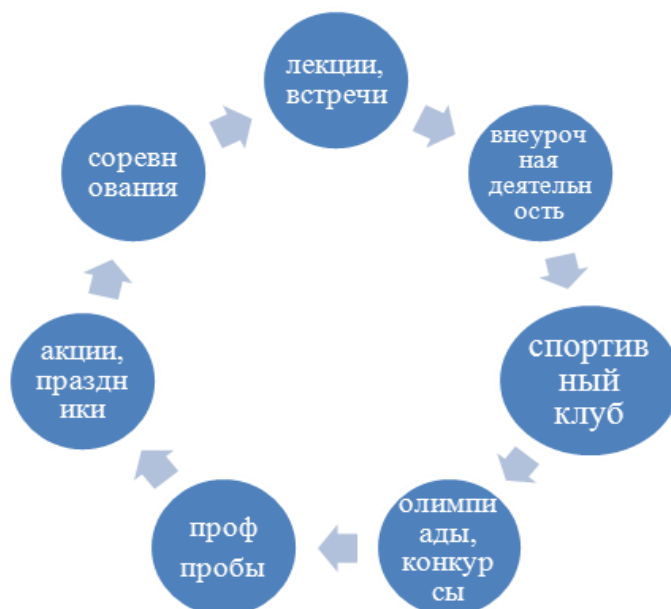 лекции,
встречи
внеуроч
ная
деятельн
ость
спортив
ный
клуб
олимпи
ады,
конкур
сы
проф
пробы
акции,
праздн
ики
соревн
ования